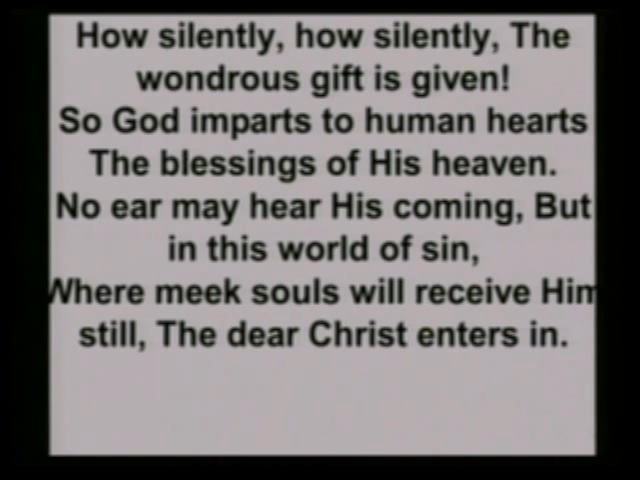 How silently, how silently, The
wondrous gift is given!
So God imparts to human hearts
The blessings of His heaven.
No ear may hear His coming, But
in this world of sin,
Where meek souls will receive Him
still, The dear Christ enters in.